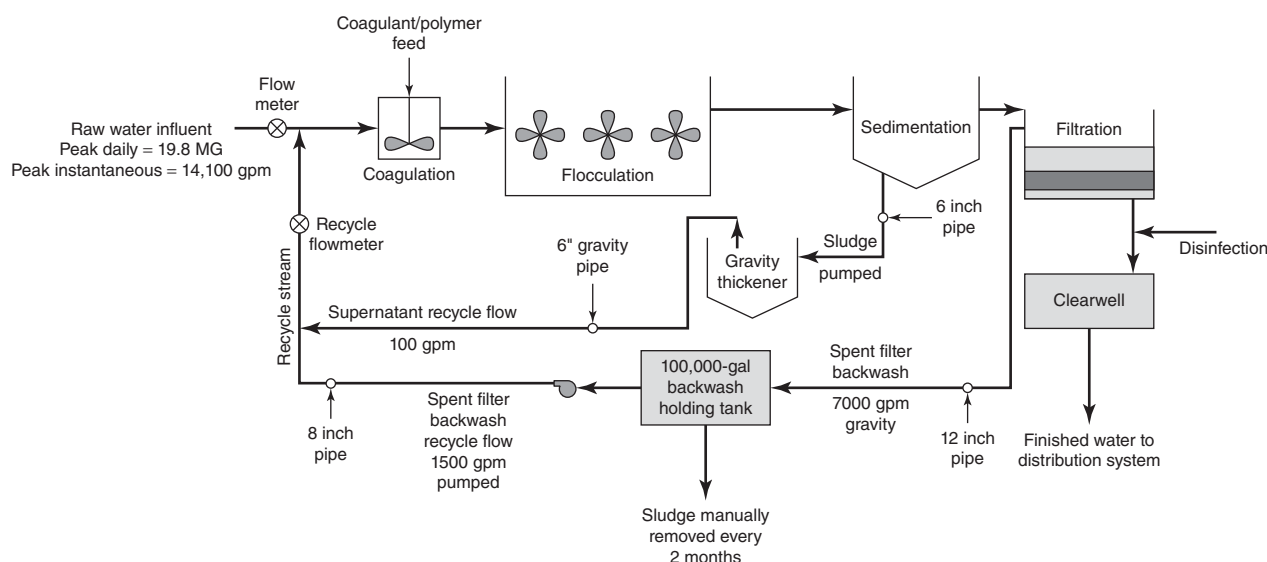 Coagulant/polymer
feed
Flow
meter
Raw water influent
Peak daily = 19.8 MG
Peak instantaneous = 14,100 gpm
Coagulation
Flocculation
Sedimentation
Filtration
Recycle
flowmeter
6" gravity
pipe
Gravity
thickener
Sludge
pumped
6 inch
pipe
Disinfection
Clearwell
Recycle stream
Supernatant recycle flow
100 gpm
100,000-gal
backwash
holding tank
Spent filter
backwash
7000 gpm
gravity
8 inch
pipe
Spent filter
backwash
recycle flow
1500 gpm
pumped
12 inch
pipe
Finished water to
distribution system
Sludge manually
removed every
2 months